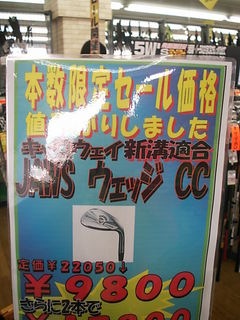 本数限定セール価格
値下がりしました
キャロウェイ新溝適合
JAWS ウェッジ CC
定価¥22050↓
¥9800
さらに2本で